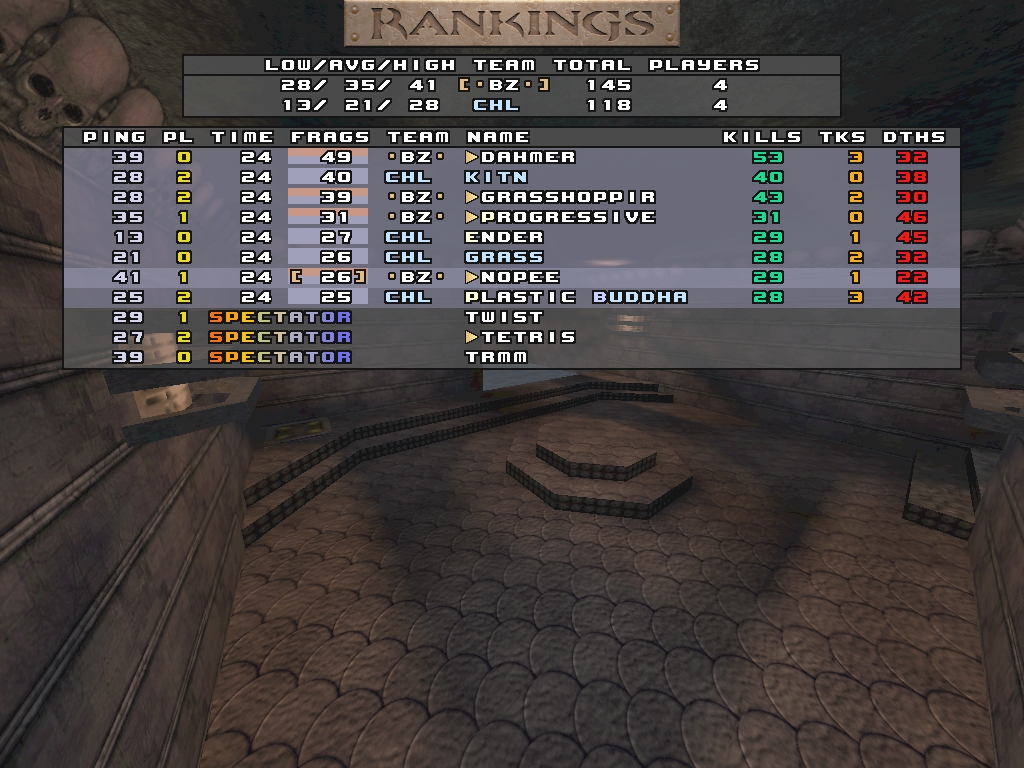 RANKINGS
LOW/AVG/HIGH TEAM TOTAL PLAYERS
28/ 35/ 41 [·BZ·] 145 4
13/ 21/ 28 CHL 118 4
PING PL TIME FRAGS TEAM NAME KILLS TKS DTHS
39 0 24 49 ·BZ· ▶DAHMER 53 3 32
28 2 24 40 CHL KITN 40 0 38
28 2 24 39 ·BZ· ▶GRASSHOPPIR 43 2 30
35 1 24 31 ·BZ· ▶PROGRESSIVE 31 0 46
13 0 24 27 CHL ENDER 29 1 45
21 0 24 26 CHL GRASS 28 2 32
41 1 24 [ 26] ·BZ· ▶NOPEE 29 1 22
25 2 24 25 CHL PLASTIC BUDDHA 28 3 42
29 1 SPECTATOR TWIST
27 2 SPECTATOR ▶TETRIS
39 0 SPECTATOR TRMM